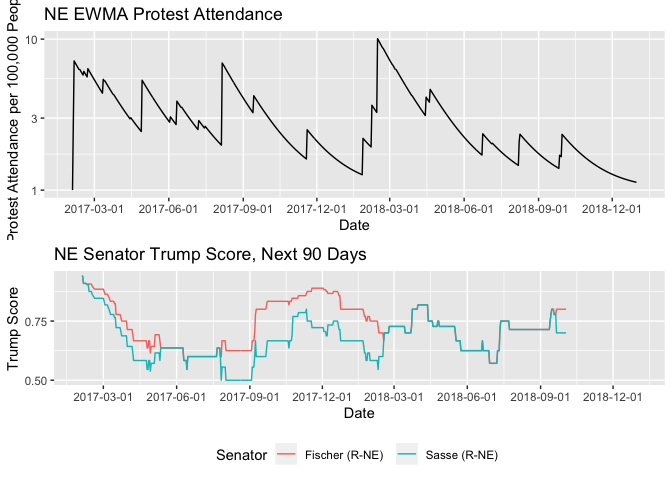 NE EWMA Protest Attendance
Protest Attendance per 100,000
10
3
1
2017-03-01 2017-06-01 2017-09-01 2017-12-01 2018-03-01 2018-06-01 2018-09-01 2018-12-01
Date
NE Senator Trump Score, Next 90 Days
Trump Score
0.75
0.50
2017-03-01 2017-06-01 2017-09-01 2017-12-01 2018-03-01 2018-06-01 2018-09-01 2018-12-01
Date
Senator Fischer (R-NE) Sasse (R-NE)